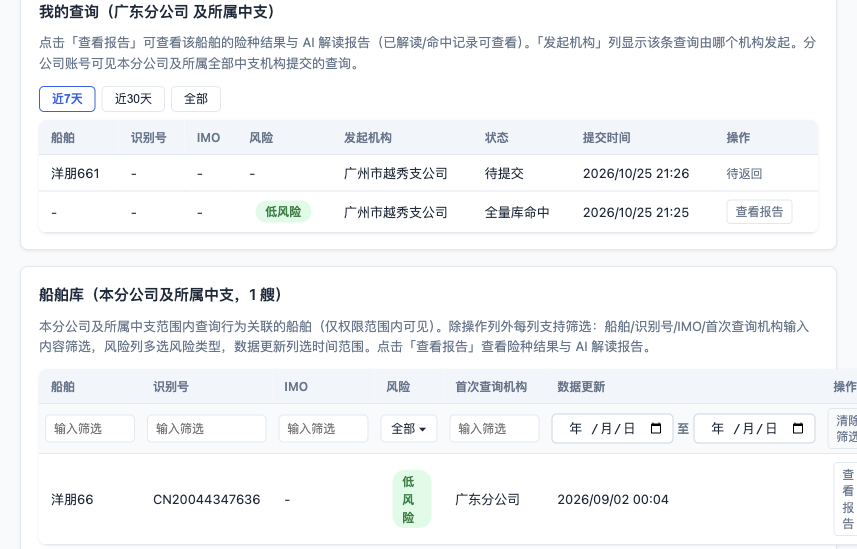 我的查询（广东分公司 及所属中支）
点击「查看报告」可查看该船舶的险种结果与 AI 解读报告（已解读/命中记录可查看）。「发起机构」列显示该条查询由哪个机构发起。分
公司账号可见本分公司及所属全部中支机构提交的查询。
近7天 近30天 全部
船舶 识别号 IMO 风险 发起机构 状态 提交时间 操作
洋朋661 - - - 广州市越秀支公司 待提交 2026/10/25 21:26 待返回
- - - 低风险 广州市越秀支公司 全量库命中 2026/10/25 21:25 查看报告
船舶库（本分公司及所属中支，1 艘）
本分公司及所属中支范围内查询行为关联的船舶（仅权限范围内可见）。除操作列外每列支持筛选：船舶/识别号/IMO/首次查询机构输入
内容筛选，风险列多选风险类型，数据更新列选时间范围。点击「查看报告」查看险种结果与 AI 解读报告。
船舶 识别号 IMO 风险 首次查询机构 数据更新 操作
输入筛选 输入筛选 输入筛选 全部 输入筛选 年 /月/日 至 年 /月/日 清除
筛选
洋朋66 CN20044347636 - 低
风
险 广东分公司 2026/09/02 00:04 查
看
报
告